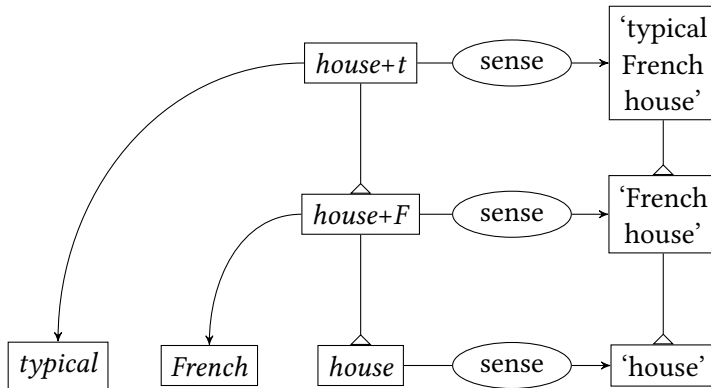 house+t
sense
‘typical
French
house’
house+F
sense
‘French
house’
typical
French
house
sense
‘house’